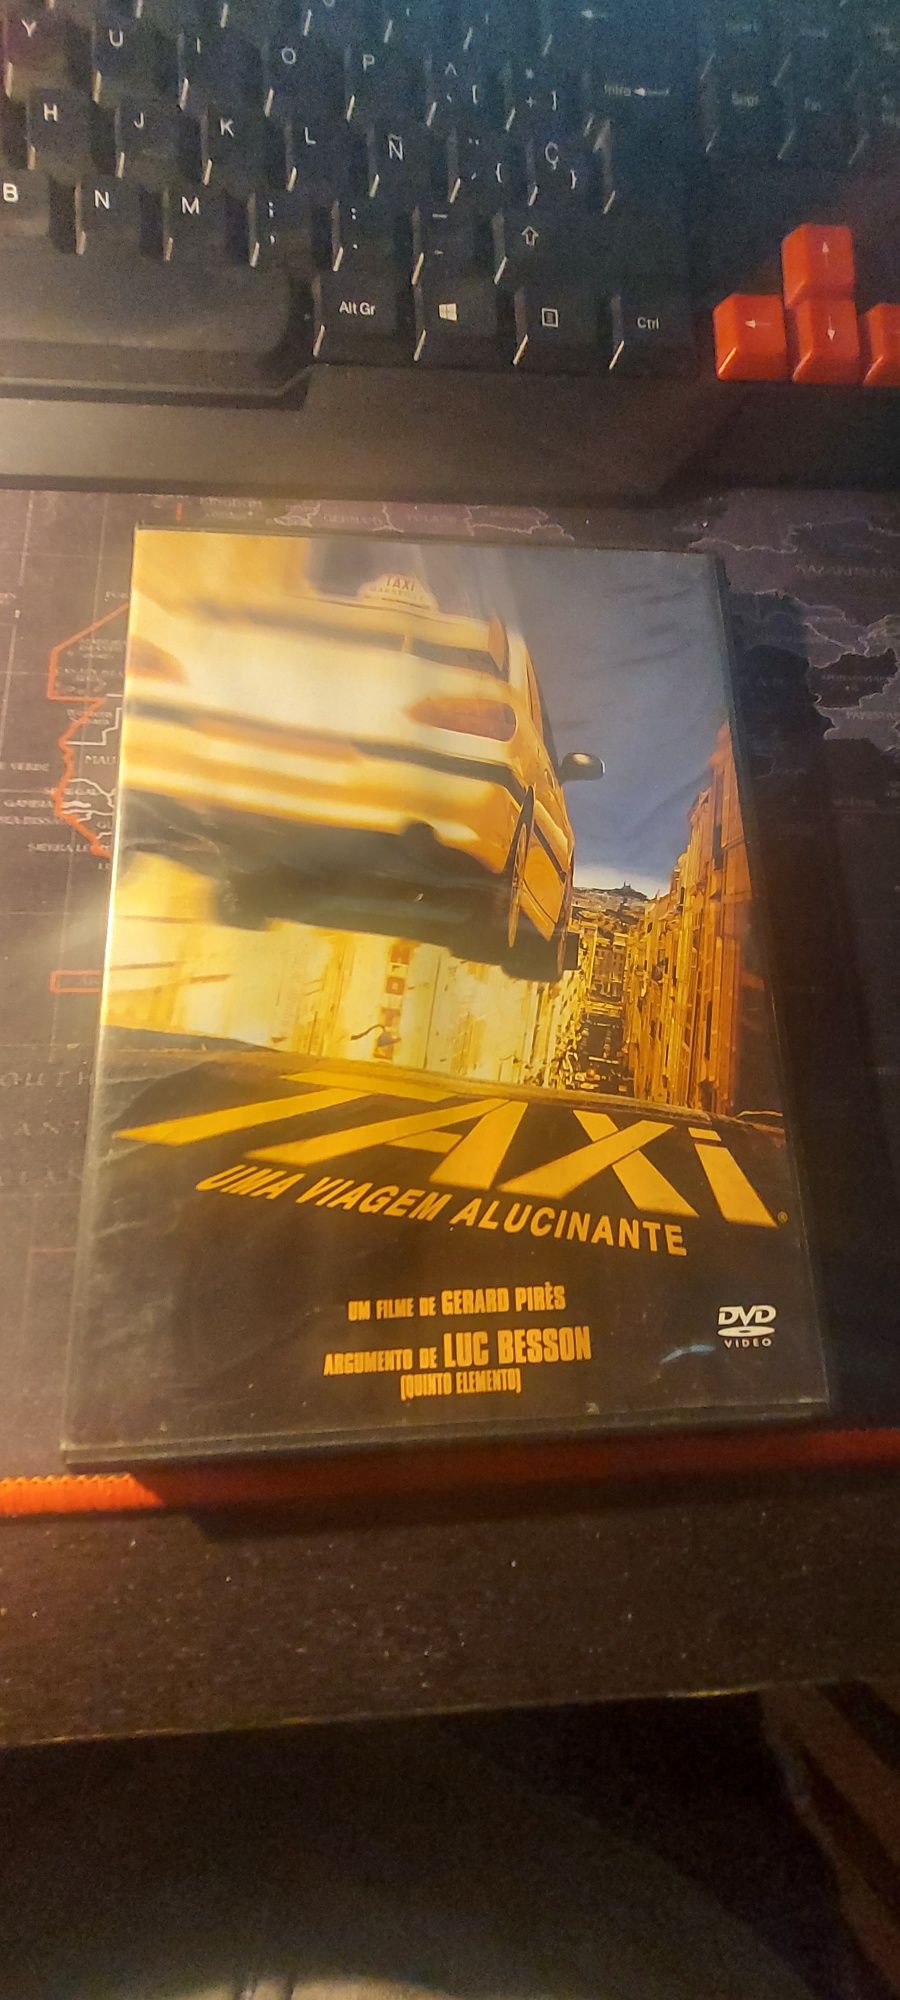 Y U I O P ^ ` [ * + ]
Intro
H J K L Ñ ¨ ´ { Ç }
B N M ; , : . _ -
Alt Gr Ctrl
TAXI
TAXi
UMA VIAGEM ALUCINANTE
UM FILME DE GERARD PIRÈS
ARGUMENTO DE LUC BESSON
(QUINTO ELEMENTO)
DVD
VIDEO